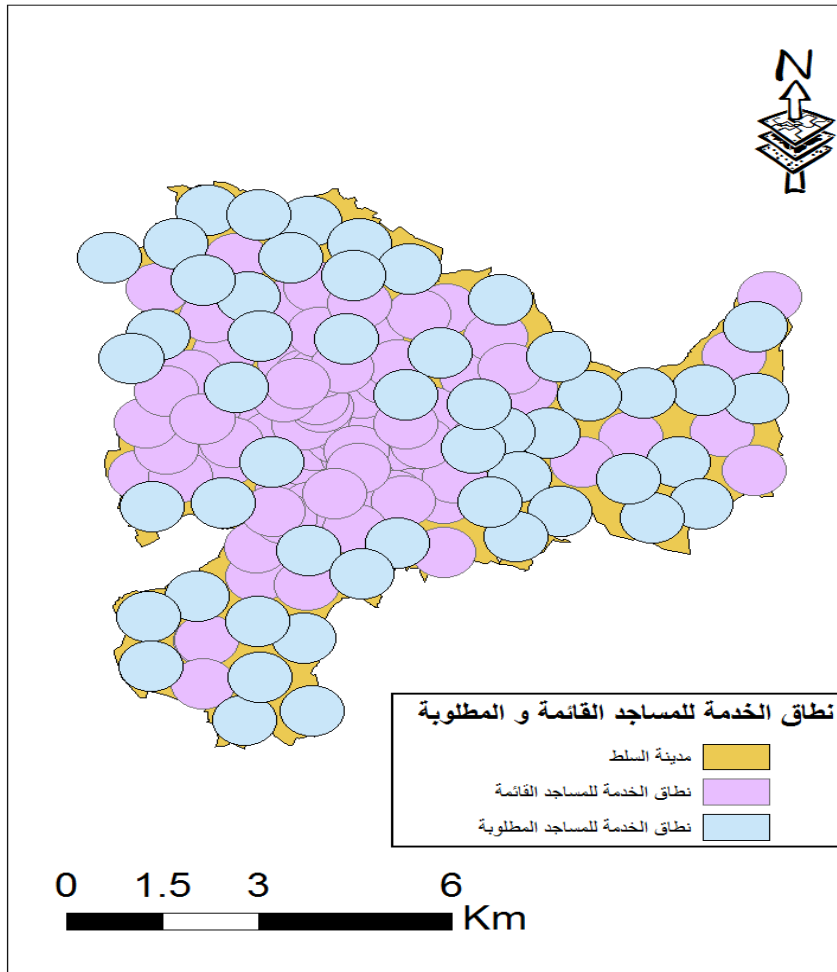 N
نطاق الخدمة للمساجد القائمة و المطلوبة
مدينة السلط
نطاق الخدمة للمساجد القائمة
نطاق الخدمة للمساجد المطلوبة
0 1.5 3 6
Km